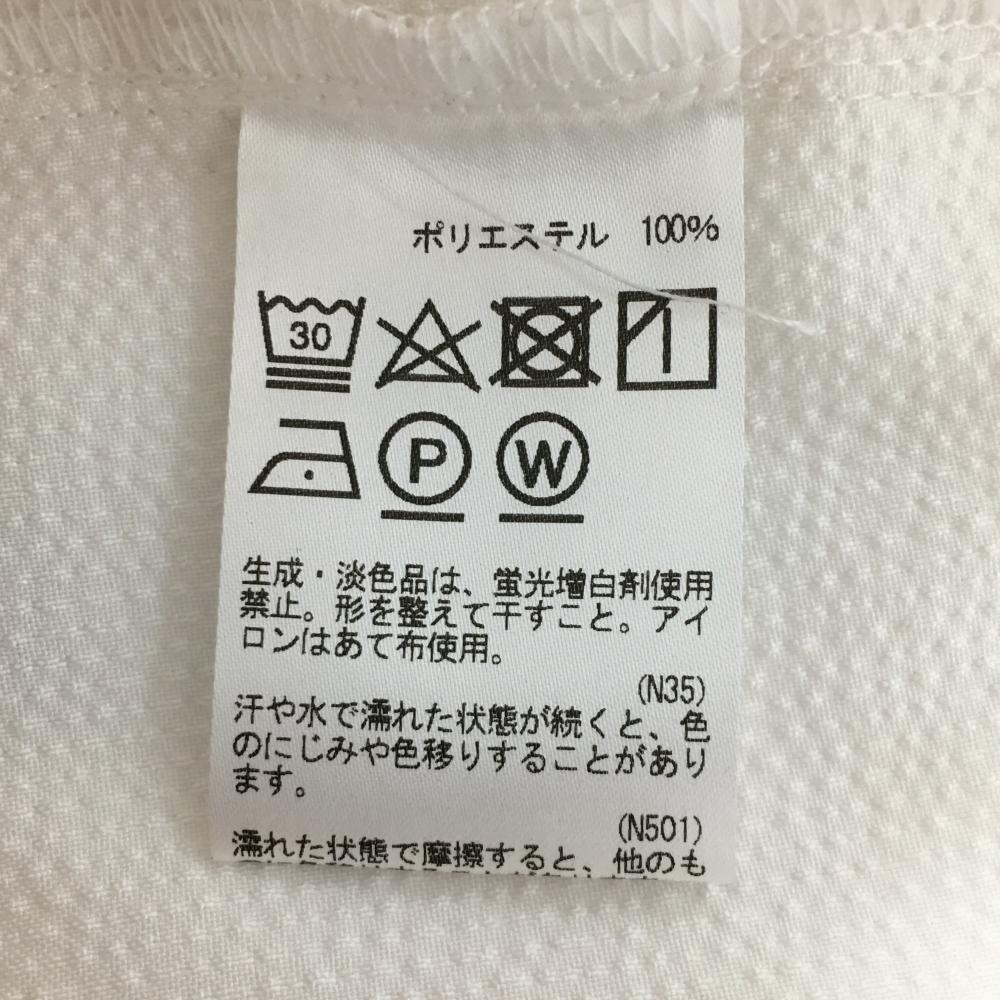 ポリエステル 100%
30
P W
生成・淡色品は、蛍光増白剤使用
禁止。形を整えて干すこと。アイ
ロンはあて布使用。
(N35)
汗や水で濡れた状態が続くと、色
のにじみや色移りすることがあり
ます。
(N501)
濡れた状態で摩擦すると、他のも